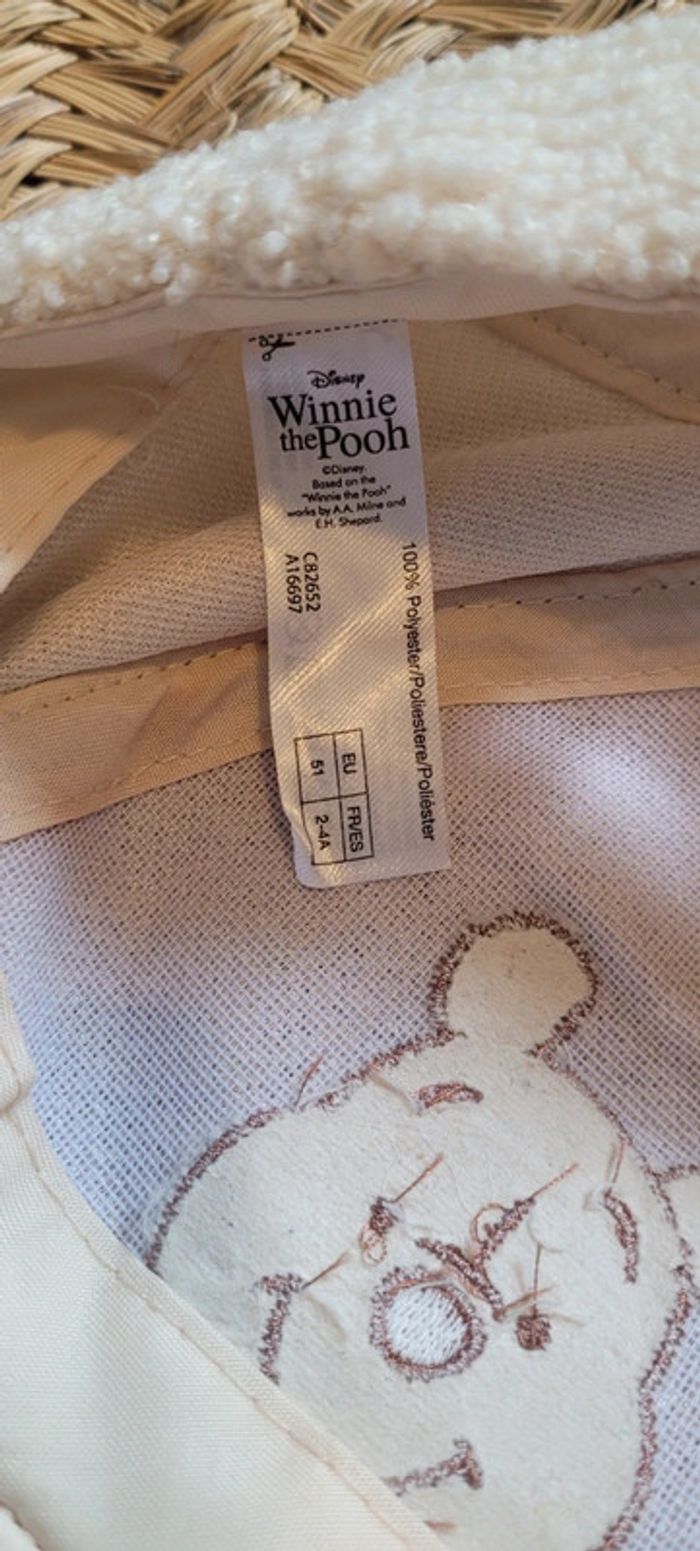 Disney
Winnie
the Pooh
©Disney.
Based on the
"Winnie the Pooh"
works by A.A. Milne and
E.H. Shepard.
100% Polyester/Poliestere/Poliéster
C82652
A16697
EU FR/ES
51 2-4A